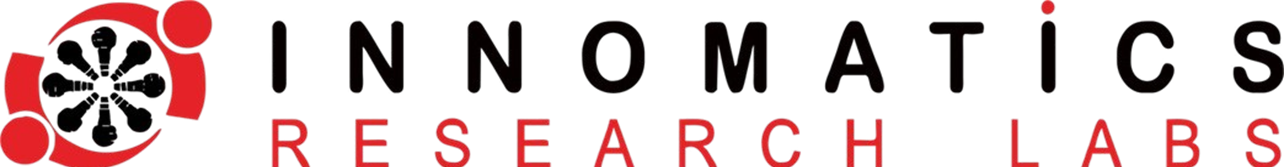 INNOMATiCS
RESEARCH LABS